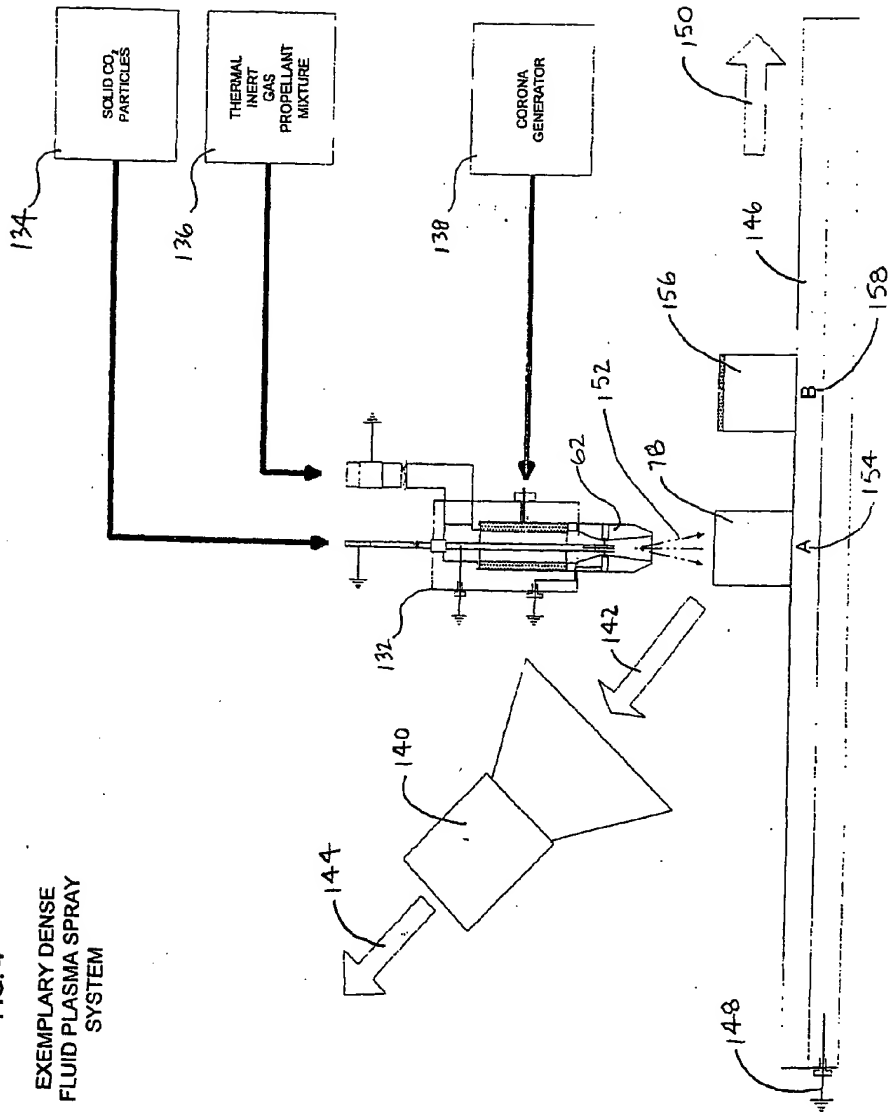 EXEMPLARY DENSE
FLUID PLASMA SPRAY
SYSTEM
134
SOLID CO₂
PARTICLES
136
THERMAL
INERT
GAS
PROPELLANT
MIXTURE
138
CORONA
GENERATOR
132
62
152
78
142
140
144
150
146
156
158
B
A
154
148